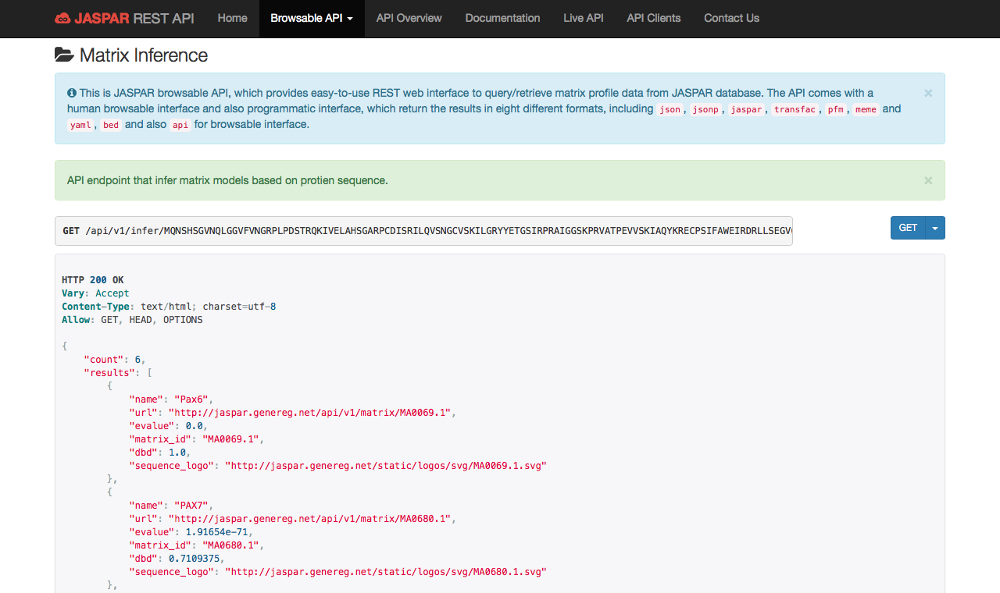 JASPAR REST API Home Browsable API API Overview Documentation Live API API Clients Contact Us
Matrix Inference
This is JASPAR browsable API, which provides easy-to-use REST web interface to query/retrieve matrix profile data from JASPAR database. The API comes with a ×
human browsable interface and also programmatic interface, which return the results in eight different formats, including json, jsonp, jaspar, transfac, pfm, meme and
yaml, bed and also api for browsable interface.
API endpoint that infer matrix models based on protien sequence. ×
GET /api/v1/infer/MQNSHSGVNQLGGVFVNGRPLPDSTRQKIVELAHSGARPCDISRILQVSNGCVSKILGRYYETGSIRPRAIGGSKPRVATPEVVSKIAQYKRECPSIFAWEIRDRLLSEGV GET
HTTP 200 OK
Vary: Accept
Content-Type: text/html; charset=utf-8
Allow: GET, HEAD, OPTIONS
{
"count": 6,
"results": [
{
"name": "Pax6",
"url": "http://jaspar.genereg.net/api/v1/matrix/MA0069.1",
"evalue": 0.0,
"matrix_id": "MA0069.1",
"dbd": 1.0,
"sequence_logo": "http://jaspar.genereg.net/static/logos/svg/MA0069.1.svg"
},
{
"name": "PAX7",
"url": "http://jaspar.genereg.net/api/v1/matrix/MA0680.1",
"evalue": 1.91654e-71,
"matrix_id": "MA0680.1",
"dbd": 0.7109375,
"sequence_logo": "http://jaspar.genereg.net/static/logos/svg/MA0680.1.svg"
},